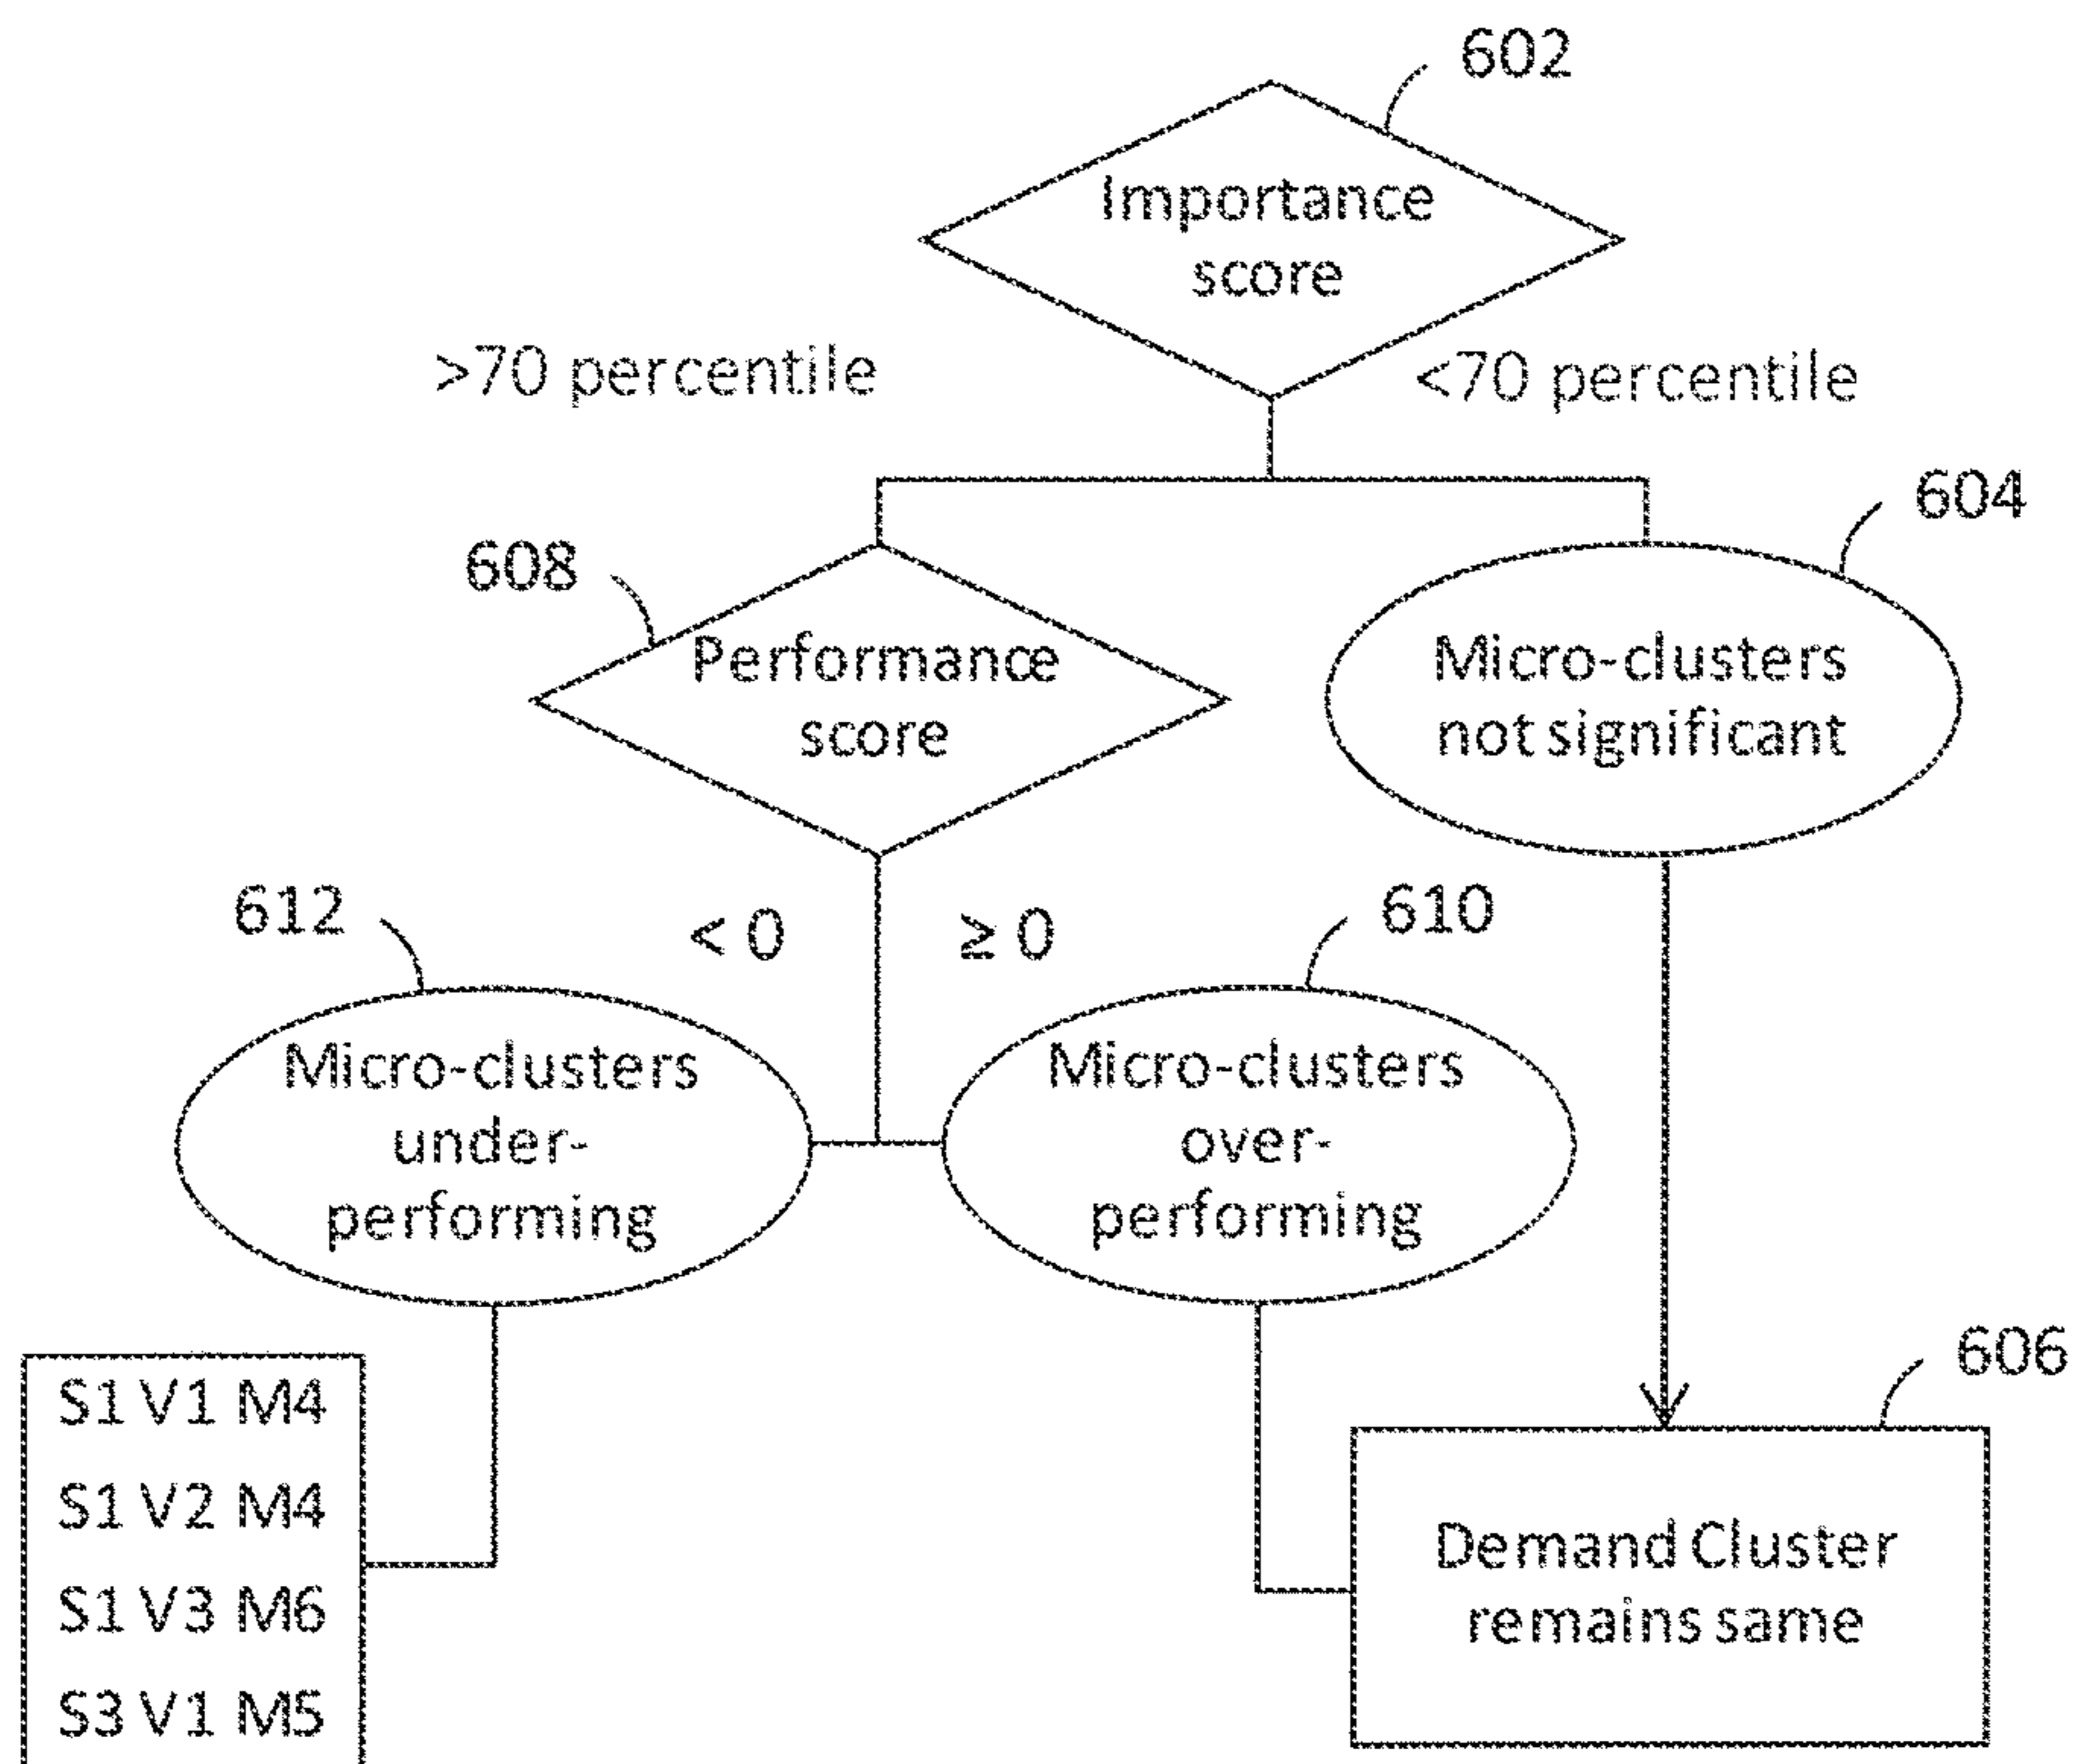 602
Importance
score
>70 percentile
<70 percentile
604
608
Performance
score
Micro-clusters
not significant
612
< 0
≥ 0
610
Micro-clusters
under-
performing
Micro-clusters
over-
performing
606
S1 V1 M4
S1 V2 M4
S1 V3 M6
S3 V1 M5
Demand Cluster
remains same